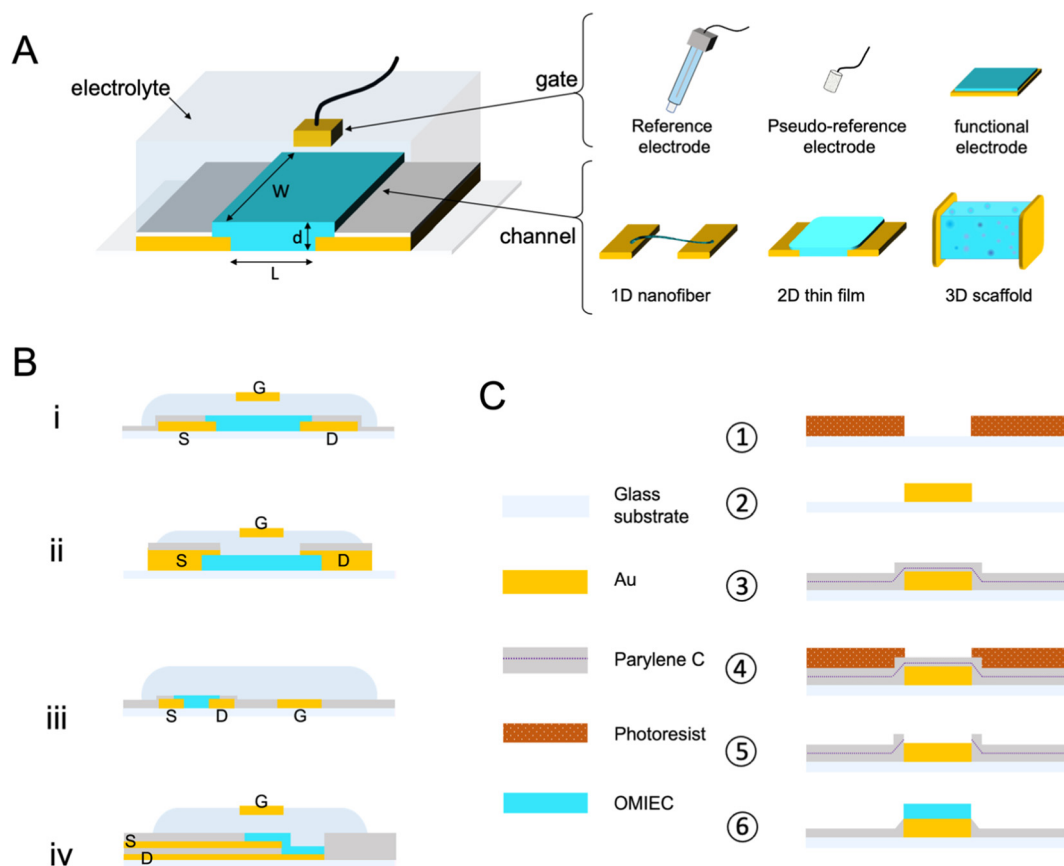 A
electrolyte
gate
W
d
L
channel
Reference
electrode
Pseudo-reference
electrode
functional
electrode
1D nanofiber
2D thin film
3D scaffold
B
i
G
S
D
ii
G
S
D
iii
S
D
G
iv
G
S
D
C
Glass
substrate
Au
Parylene C
Photoresist
OMIEC
①
②
③
④
⑤
⑥